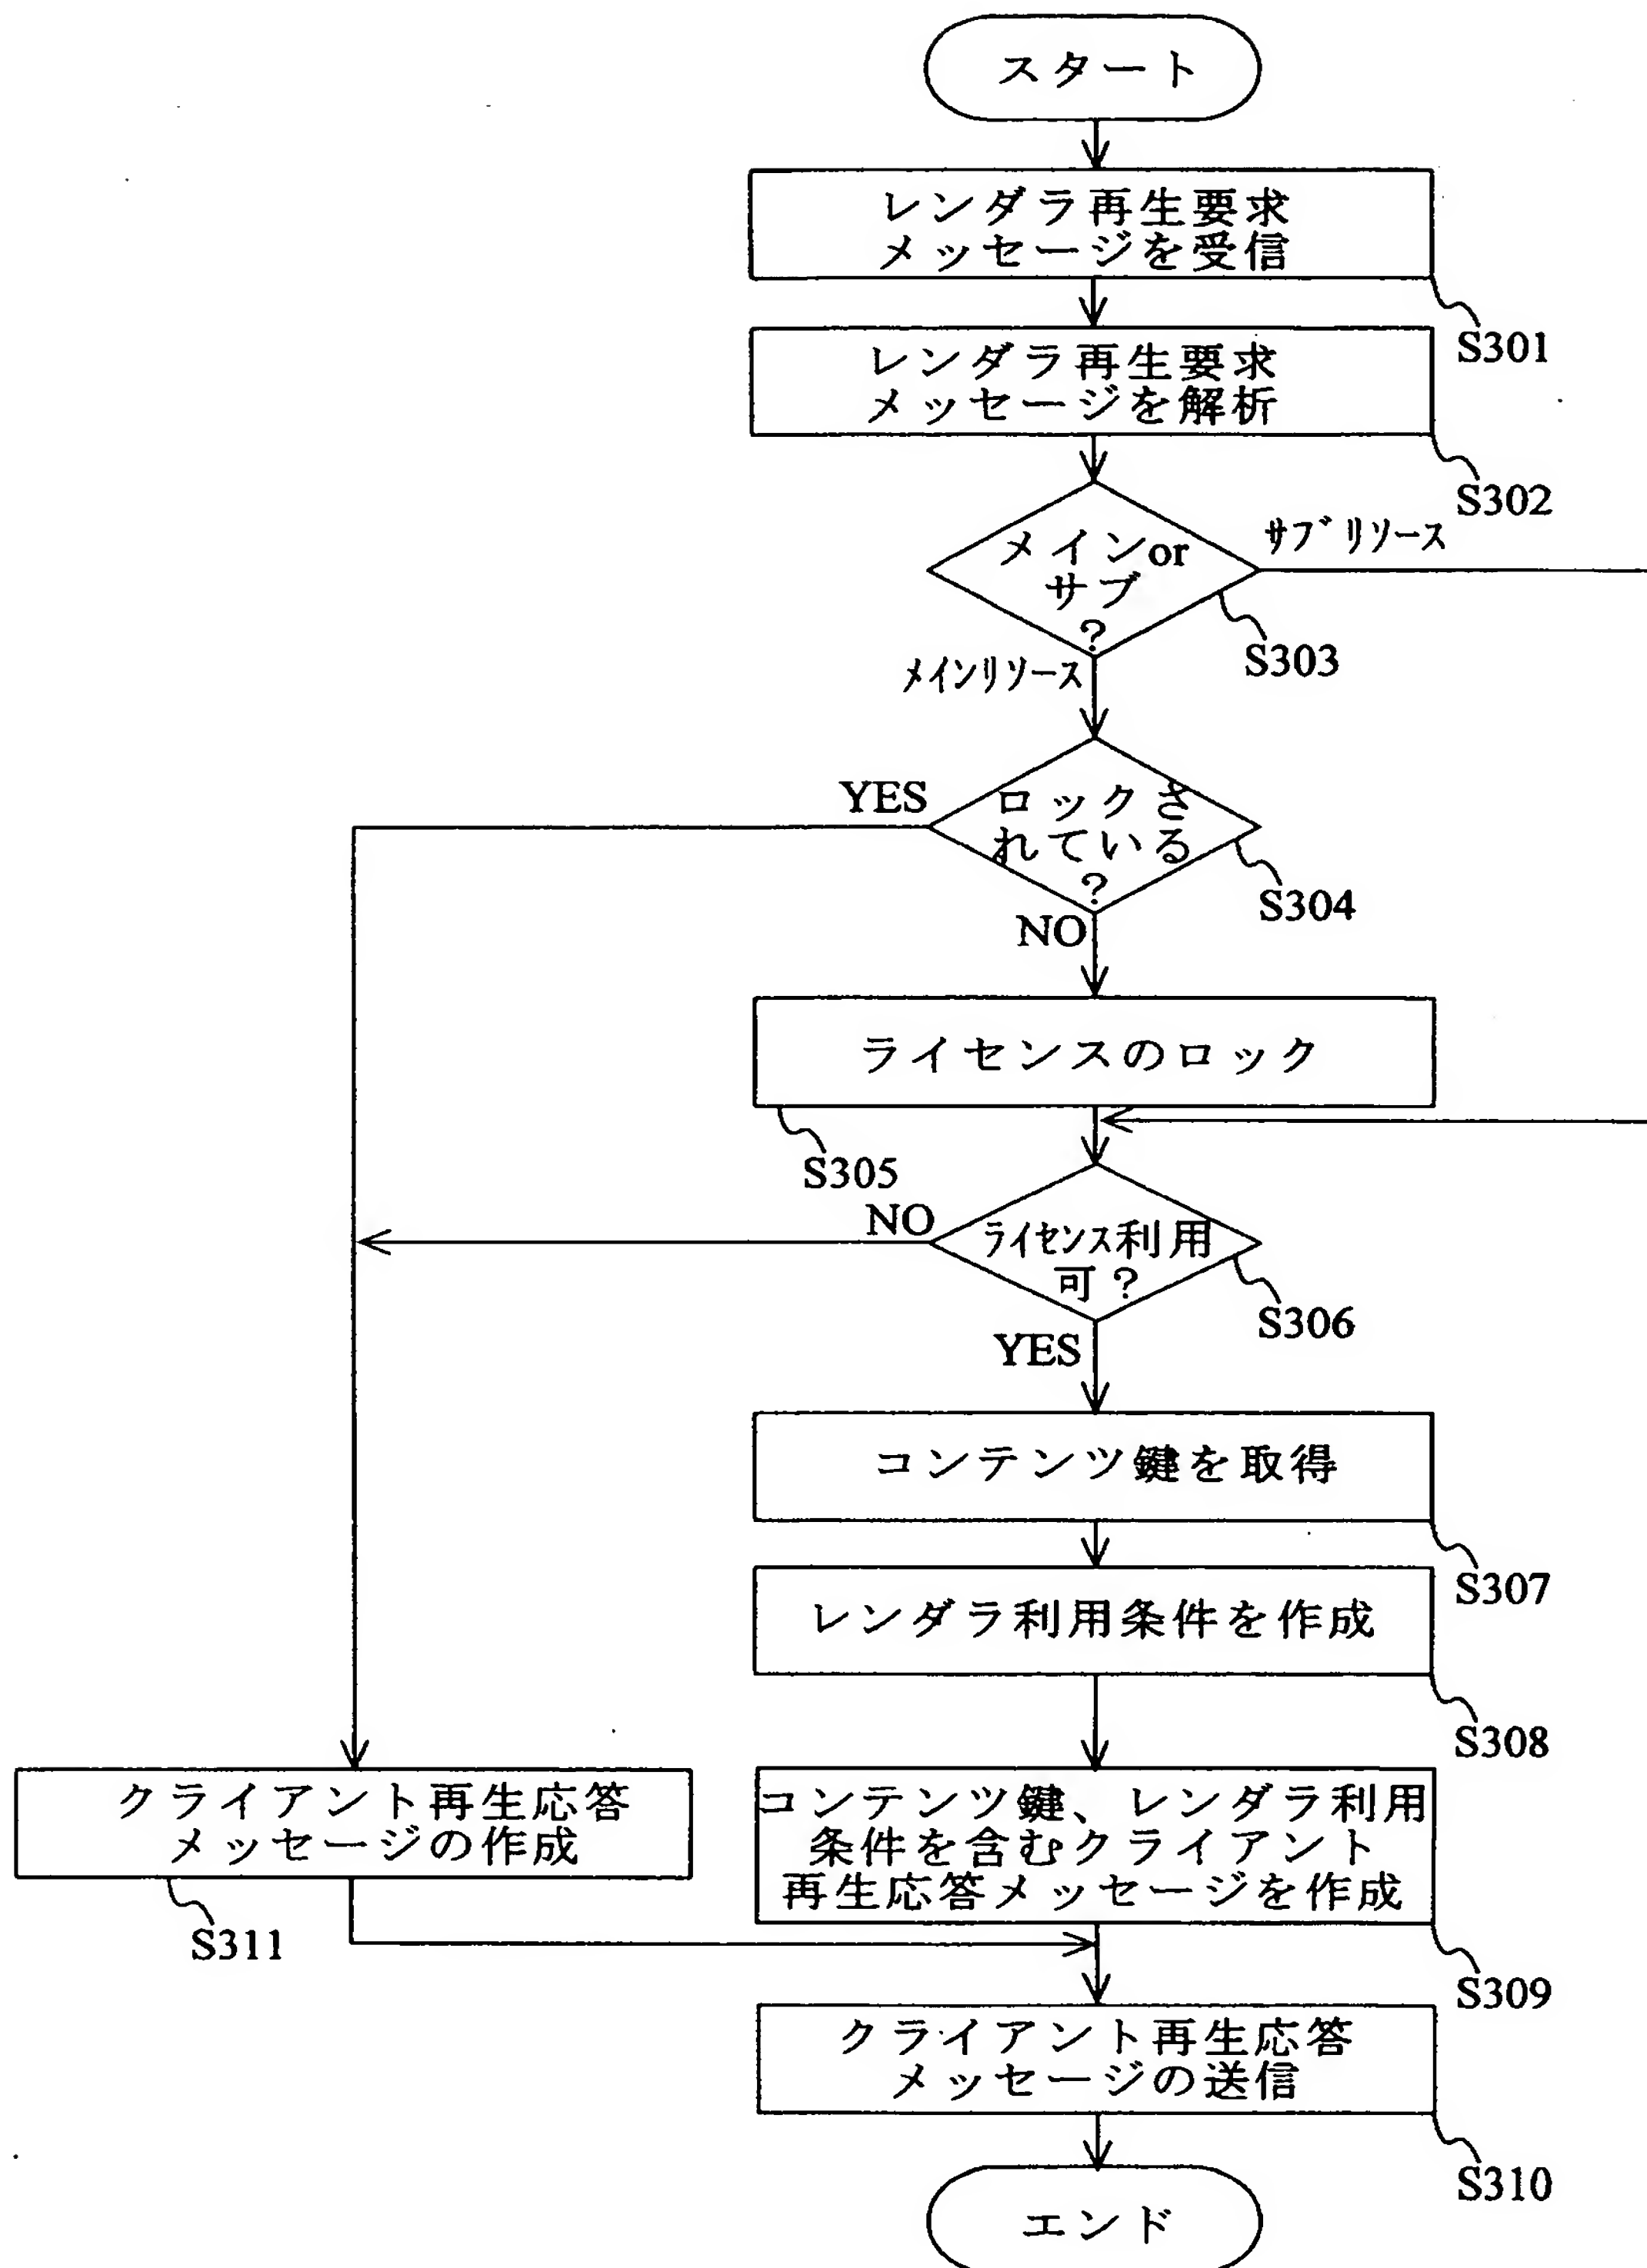 スタート
レンダラ再生要求
メッセージを受信
S301
レンダラ再生要求
メッセージを解析
S302
メインor
サブ
?
サブリソース
S303
メインリソース
YES
ロックさ
れている
?
S304
NO
ライセンスのロック
S305
NO
ライセンス利用
可?
S306
YES
コンテンツ鍵を取得
S307
レンダラ利用条件を作成
S308
クライアント再生応答
メッセージの作成
S311
コンテンツ鍵、レンダラ利用
条件を含むクライアント
再生応答メッセージを作成
S309
クライアント再生応答
メッセージの送信
S310
エンド